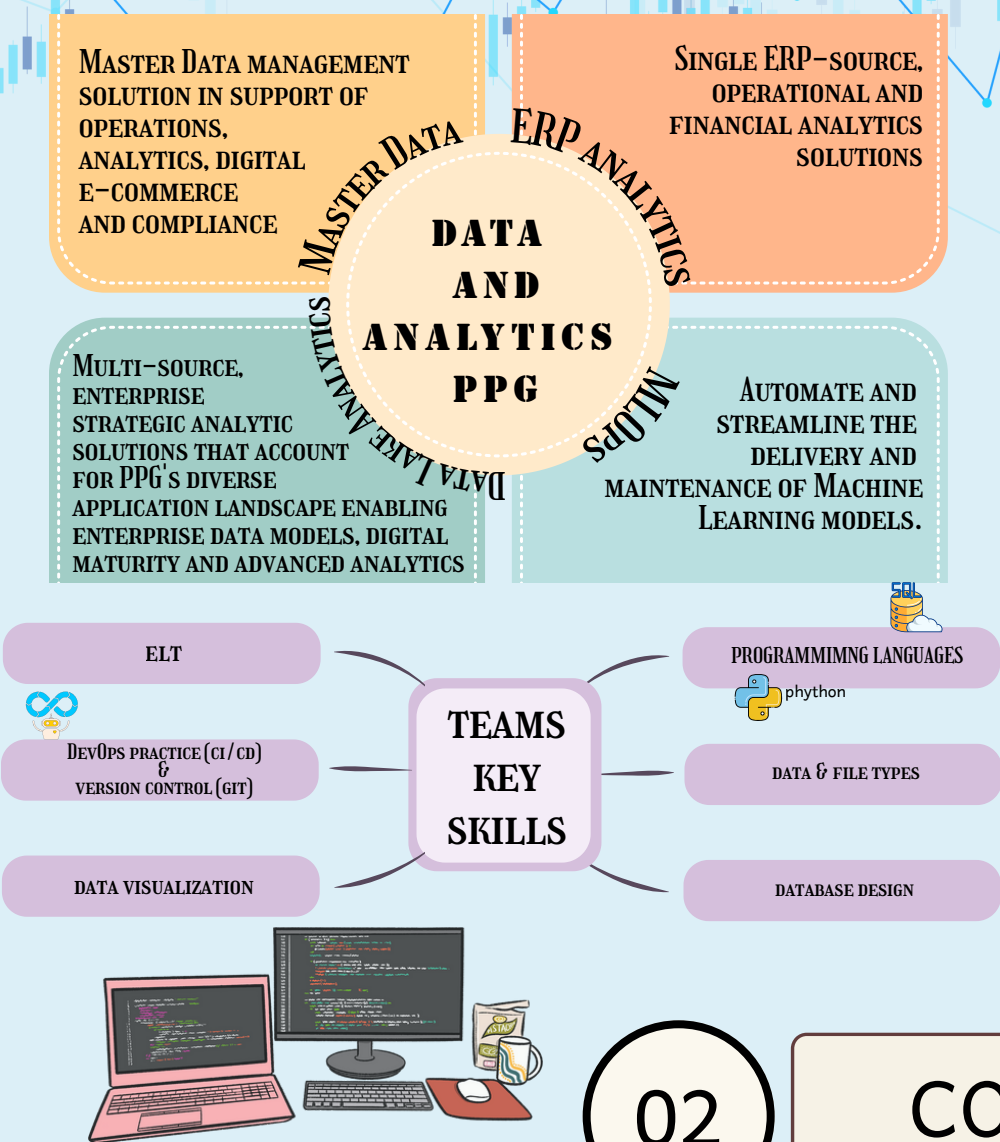 Master Data management
solution in support of
operations,
analytics, digital
e-commerce
and compliance
Single ERP-source,
operational and
financial analytics
solutions
Master Data
ERP analytics
Data
and
Analytics
PPG
Data Lake Analytics
MLOps
Multi-source,
enterprise
strategic analytic
solutions that account
for PPG's diverse
application landscape enabling
enterprise data models, digital
maturity and advanced analytics
Automate and
streamline the
delivery and
maintenance of Machine
Learning models.
SQL
ELT
PROGRAMMIMNG LANGUAGES
phython
TEAMS
KEY
SKILLS
DevOps practice (ci/cd)
&
version control (git)
data & file types
data visualization
database design
02
CO